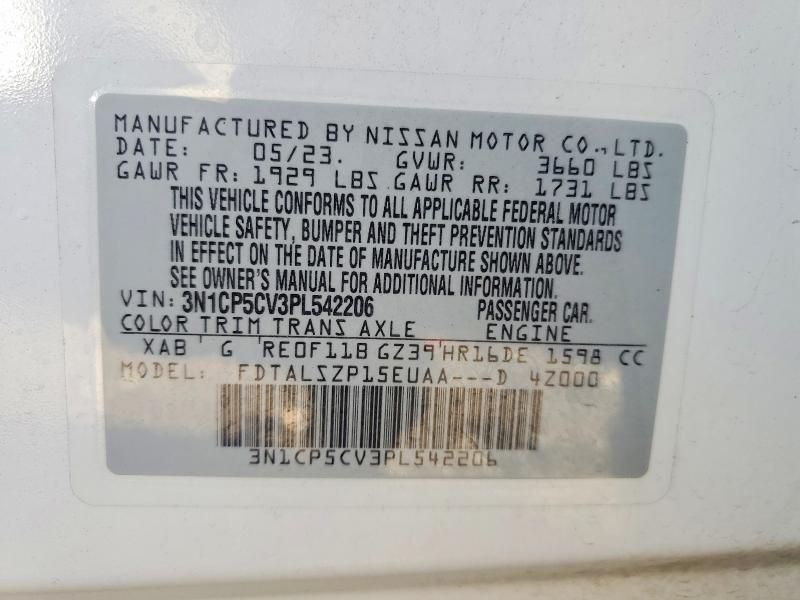 MANUFACTURED BY NISSAN MOTOR CO.,LTD.
DATE: 05/23. GVWR: 3660 LBS
GAWR FR: 1929 LBS GAWR RR: 1731 LBS
THIS VEHICLE CONFORMS TO ALL APPLICABLE FEDERAL MOTOR
VEHICLE SAFETY, BUMPER AND THEFT PREVENTION STANDARDS
IN EFFECT ON THE DATE OF MANUFACTURE SHOWN ABOVE.
SEE OWNER'S MANUAL FOR ADDITIONAL INFORMATION.
VIN: 3N1CP5CV3PL542206 PASSENGER CAR.
COLOR TRIM TRANS AXLE ENGINE
XAB G RE0F11B GZ39 HR16DE 1598 CC
MODEL: FDTALSZP15EUAA---D 4Z000
3N1CP5CV3PL542206